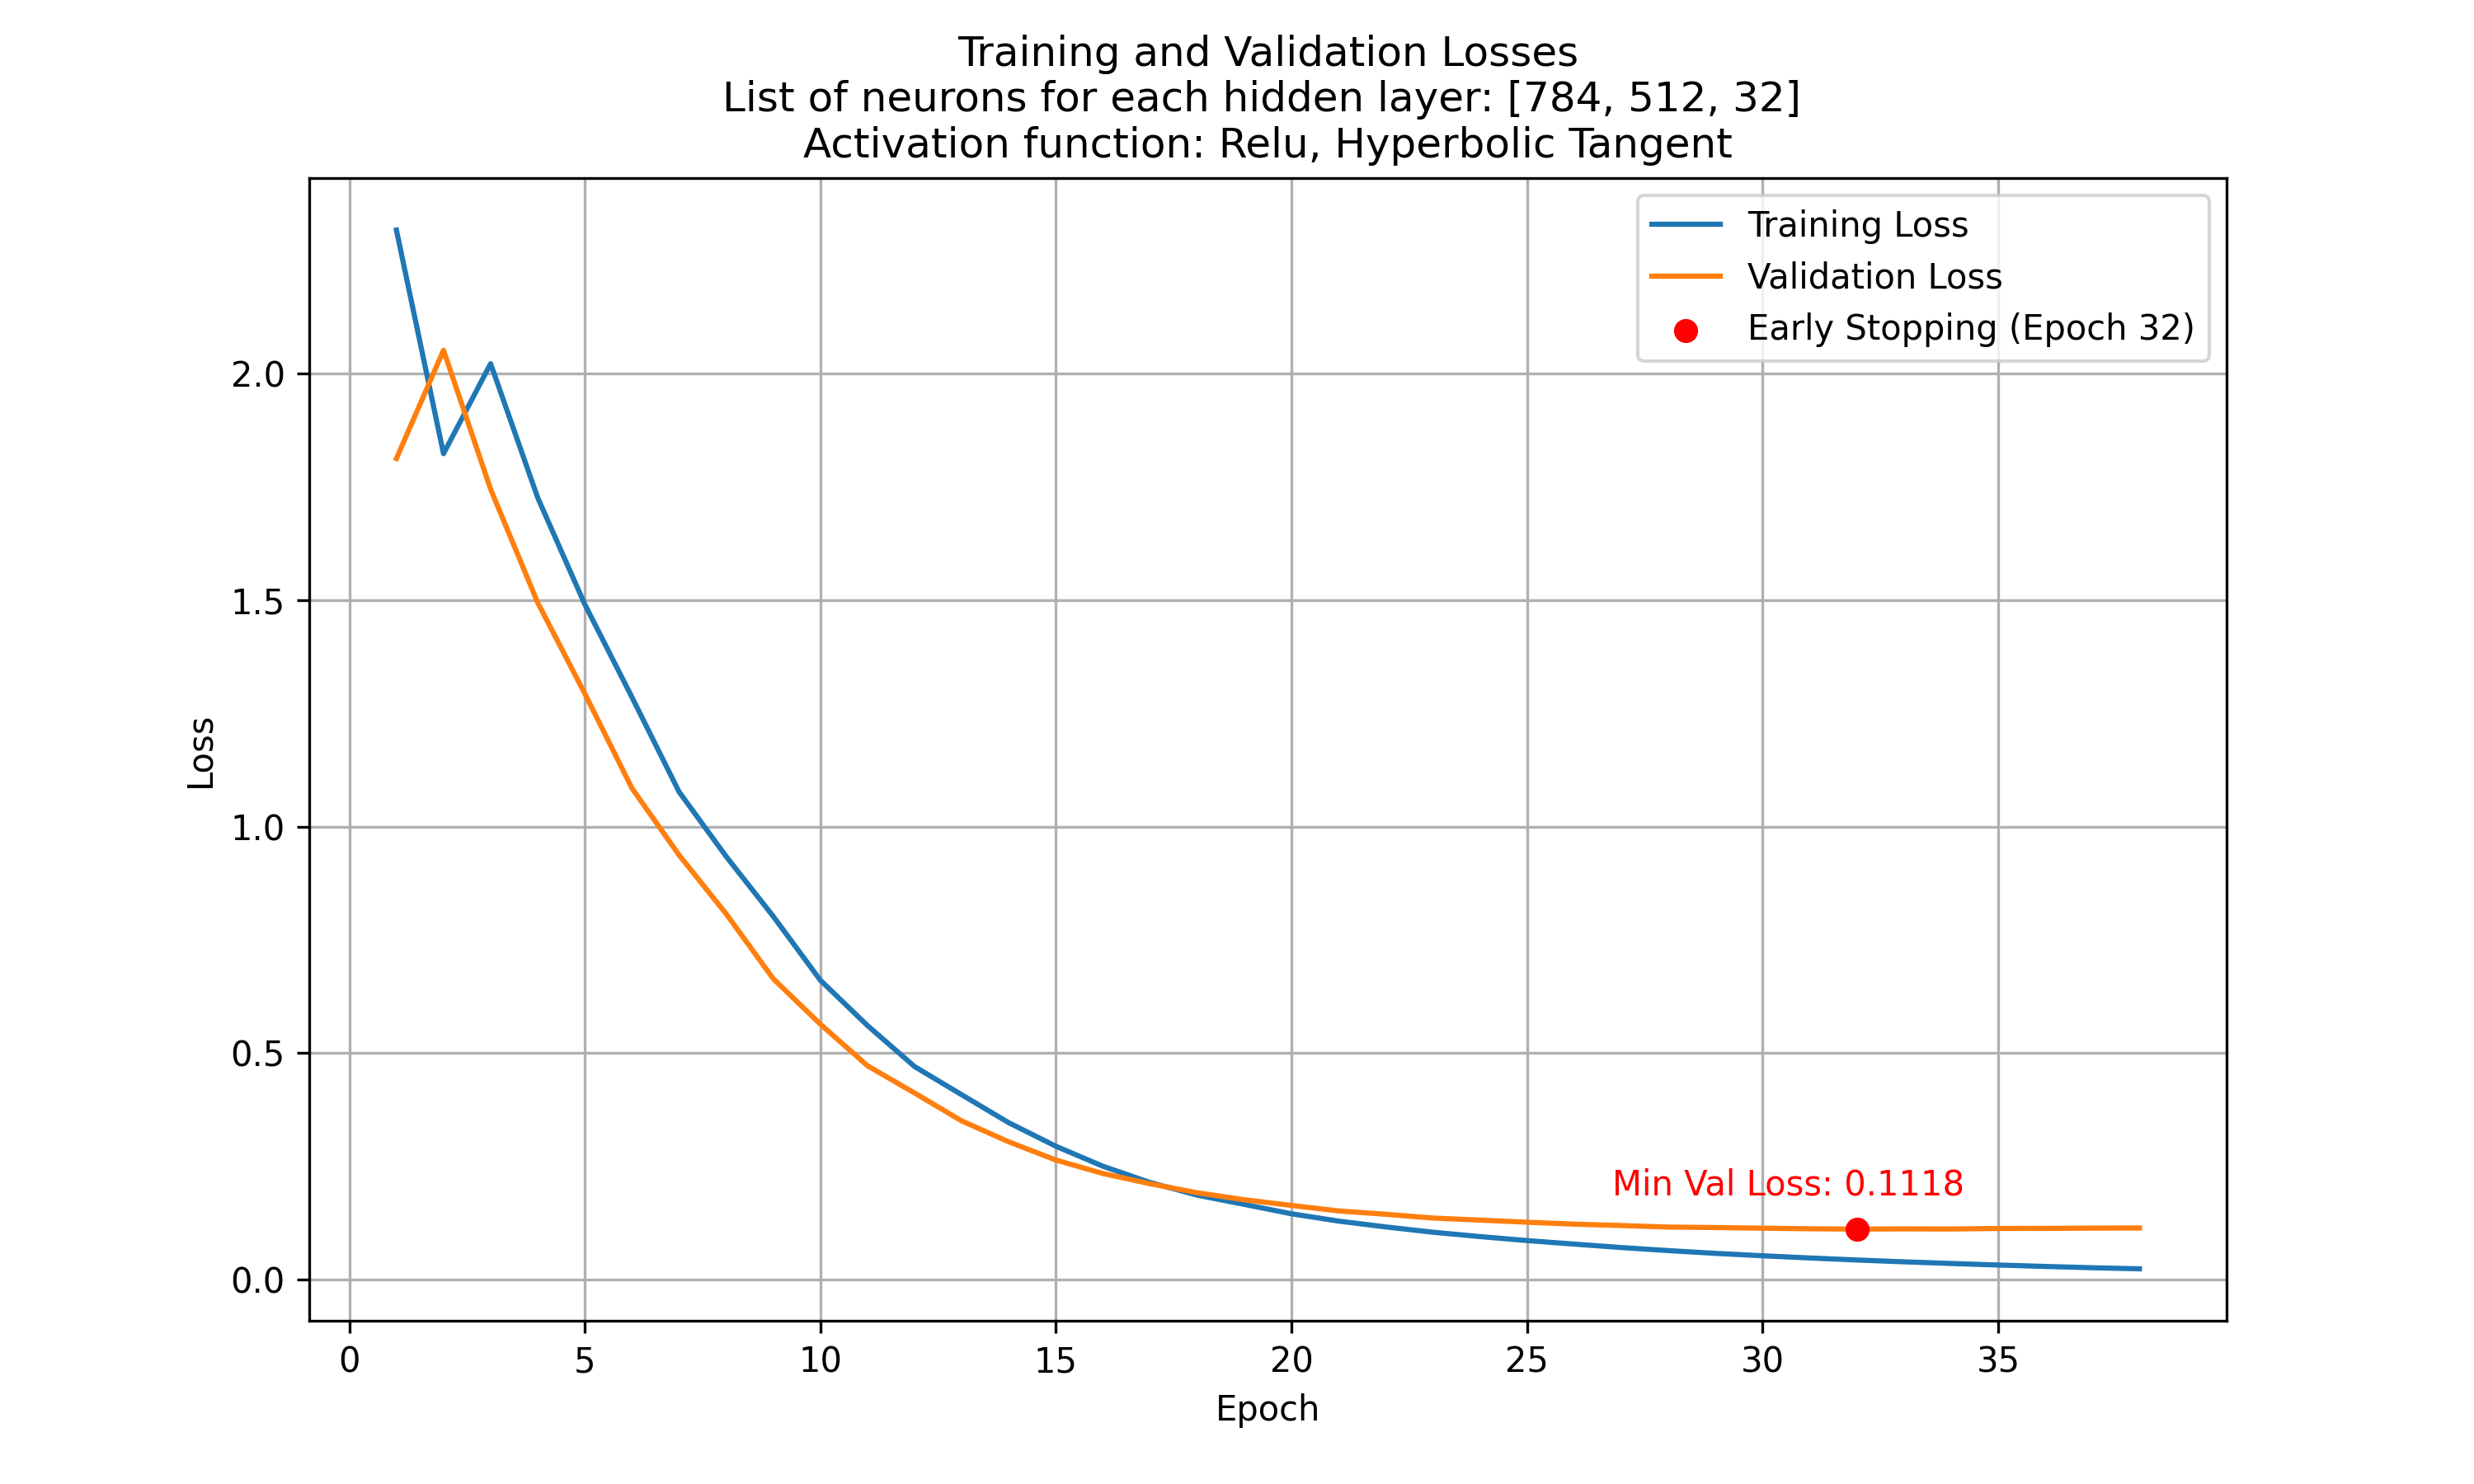 Training and Validation Losses
List of neurons for each hidden layer: [784, 512, 32]
Activation function: Relu, Hyperbolic Tangent
Training Loss
Validation Loss
Early Stopping (Epoch 32)
2.0
1.5
1.0
0.5
0.0
Loss
Min Val Loss: 0.1118
0 5 10 15 20 25 30 35
Epoch